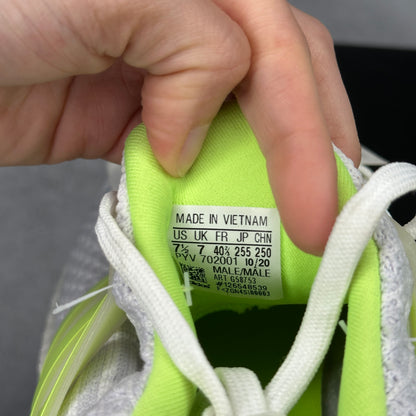 MADE IN VIETNAM
US UK FR JP CHN
7½ 7 40⅔ 255 250
PYV 702001 10/20
MALE/MALE
ART G58753
#126548539